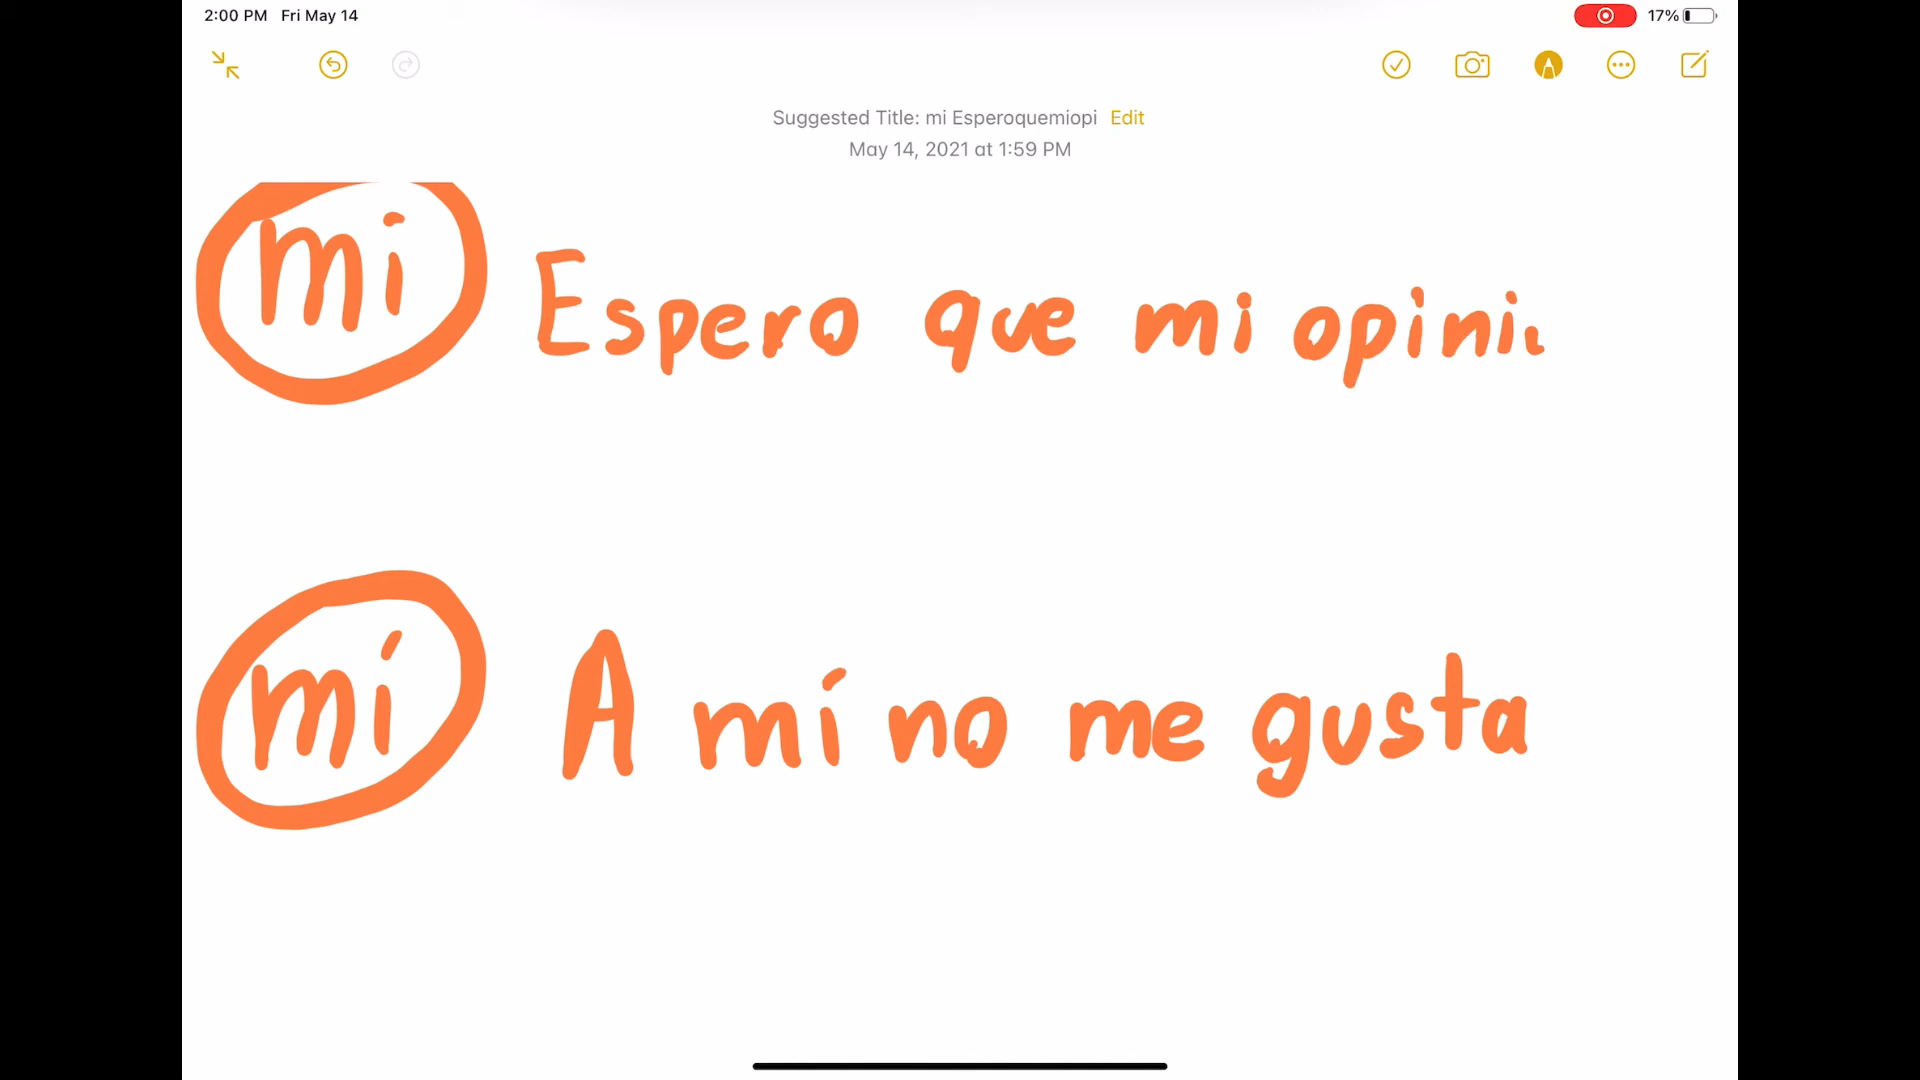 2:00 PM Fri May 14 17%
Suggested Title: mi Esperoquemiopi Edit
May 14, 2021 at 1:59 PM
mi Espero que mi opini
mí A mí no me gusta